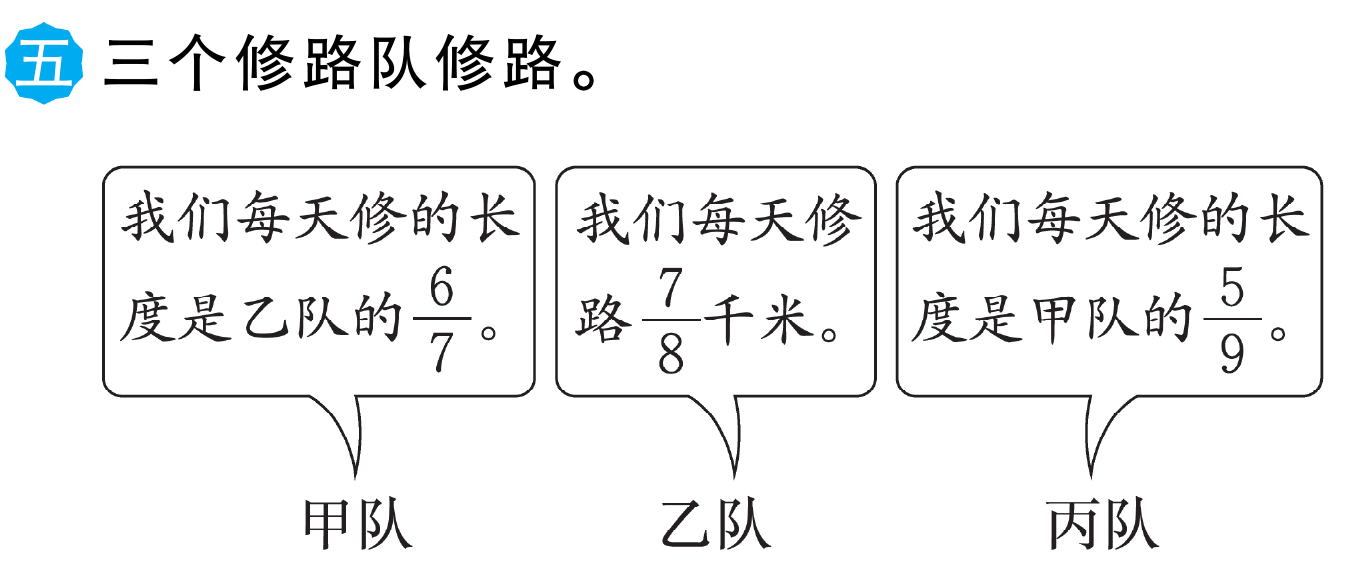 五 三个修路队修路。
我们每天修的长
度是乙队的6/7。
我们每天修
路7/8千米。
我们每天修的长
度是甲队的5/9。
甲队
乙队
丙队